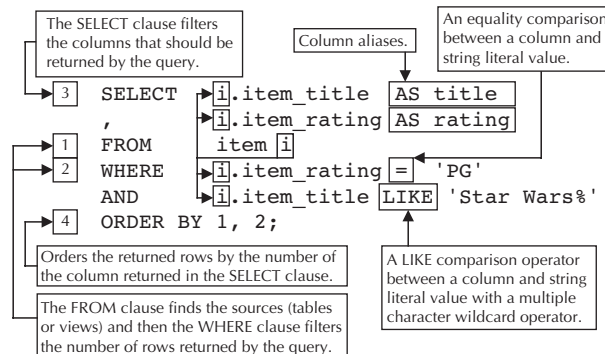 The SELECT clause filters
the columns that should be
returned by the query.
Column aliases.
An equality comparison
between a column and
string literal value.
3 SELECT i.item_title AS title
, i.item_rating AS rating
1 FROM item i
2 WHERE i.item_rating = 'PG'
AND i.item_title LIKE 'Star Wars%'
4 ORDER BY 1, 2;
Orders the returned rows by the number of
the column returned in the SELECT clause.
The FROM clause finds the sources (tables
or views) and then the WHERE clause filters
the number of rows returned by the query.
A LIKE comparison operator
between a column and string
literal value with a multiple
character wildcard operator.